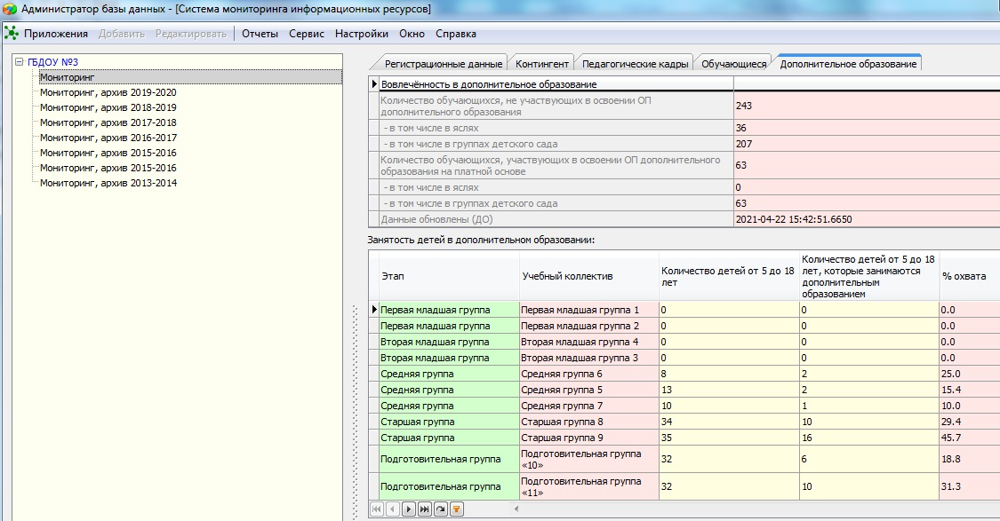 Администратор базы данных - [Система мониторинга информационных ресурсов]
Приложения Добавить Редактировать Отчеты Сервис Настройки Окно Справка
ГБДОУ №3
Мониторинг
Мониторинг, архив 2019-2020
Мониторинг, архив 2018-2019
Мониторинг, архив 2017-2018
Мониторинг, архив 2016-2017
Мониторинг, архив 2015-2016
Мониторинг, архив 2015-2016
Мониторинг, архив 2013-2014
Регистрационные данные Контингент Педагогические кадры Обучающиеся Дополнительное образование
Вовлечённость в дополнительное образование
Количество обучающихся, не участвующих в освоении ОП
дополнительного образования 243
- в том числе в яслях 36
- в том числе в группах детского сада 207
Количество обучающихся, участвующих в освоении ОП дополнительного
образования на платной основе 63
- в том числе в яслях 0
- в том числе в группах детского сада 63
Данные обновлены (ДО) 2021-04-22 15:42:51.6650
Занятость детей в дополнительном образовании:
Этап
Учебный коллектив
Количество детей от 5 до 18
лет
Количество детей от 5 до 18
лет, которые занимаются
дополнительным
образованием
% охвата
Первая младшая группа Первая младшая группа 1 0 0 0.0
Первая младшая группа Первая младшая группа 2 0 0 0.0
Вторая младшая группа Вторая младшая группа 4 0 0 0.0
Вторая младшая группа Вторая младшая группа 3 0 0 0.0
Средняя группа Средняя группа 6 8 2 25.0
Средняя группа Средняя группа 5 13 2 15.4
Средняя группа Средняя группа 7 10 1 10.0
Старшая группа Старшая группа 8 34 10 29.4
Старшая группа Старшая группа 9 35 16 45.7
Подготовительная группа Подготовительная группа
«10» 32 6 18.8
Подготовительная группа Подготовительная группа
«11» 32 10 31.3